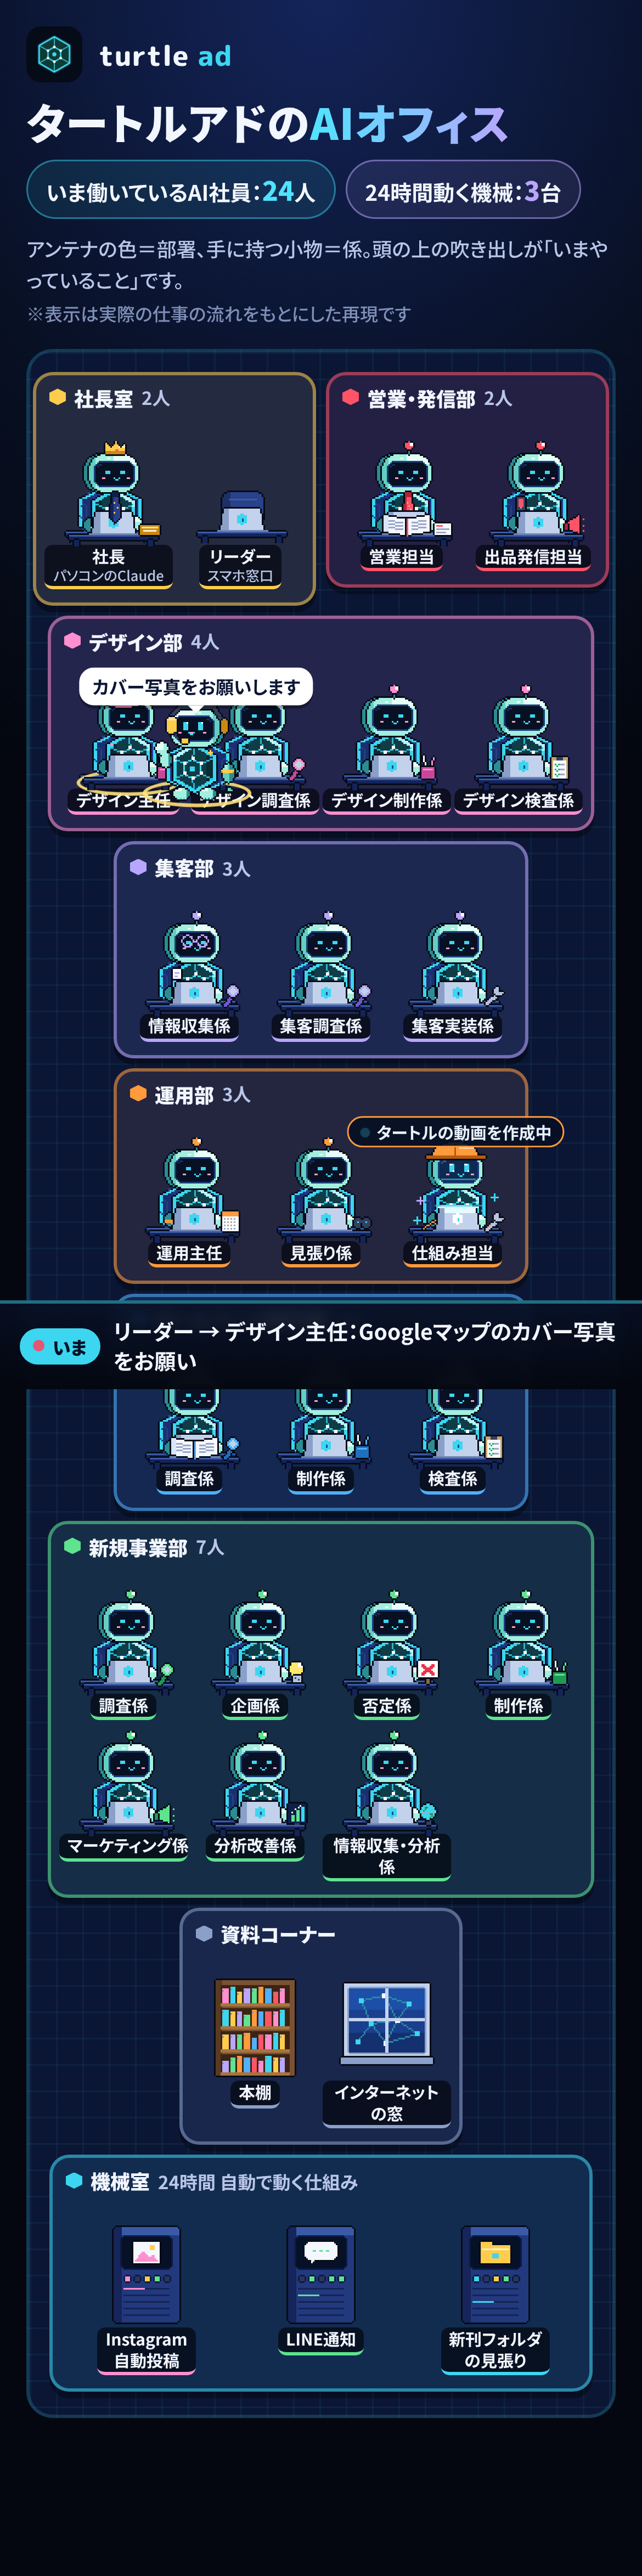 turtle ad
タートルアドのAIオフィス
いま働いているAI社員：24人
24時間動く機械：3台
アンテナの色＝部署、手に持つ小物＝係。頭の上の吹き出しが「いまや
っていること」です。
※表示は実際の仕事の流れをもとにした再現です
社長室 2人
社長
パソコンのClaude
リーダー
スマホ窓口
営業・発信部 2人
営業担当
出品発信担当
デザイン部 4人
カバー写真をお願いします
デザイン主任
デザイン調査係
デザイン制作係
デザイン検査係
集客部 3人
情報収集係
集客調査係
集客実装係
運用部 3人
タートルの動画を作成中
運用主任
見張り係
仕組み担当
いま
リーダー → デザイン主任：Googleマップのカバー写真
をお願い
調査係
制作係
検査係
新規事業部 7人
調査係
企画係
否定係
制作係
マーケティング係
分析改善係
情報収集・分析
係
資料コーナー
本棚
インターネット
の窓
機械室 24時間 自動で動く仕組み
Instagram
自動投稿
LINE通知
新刊フォルダ
の見張り